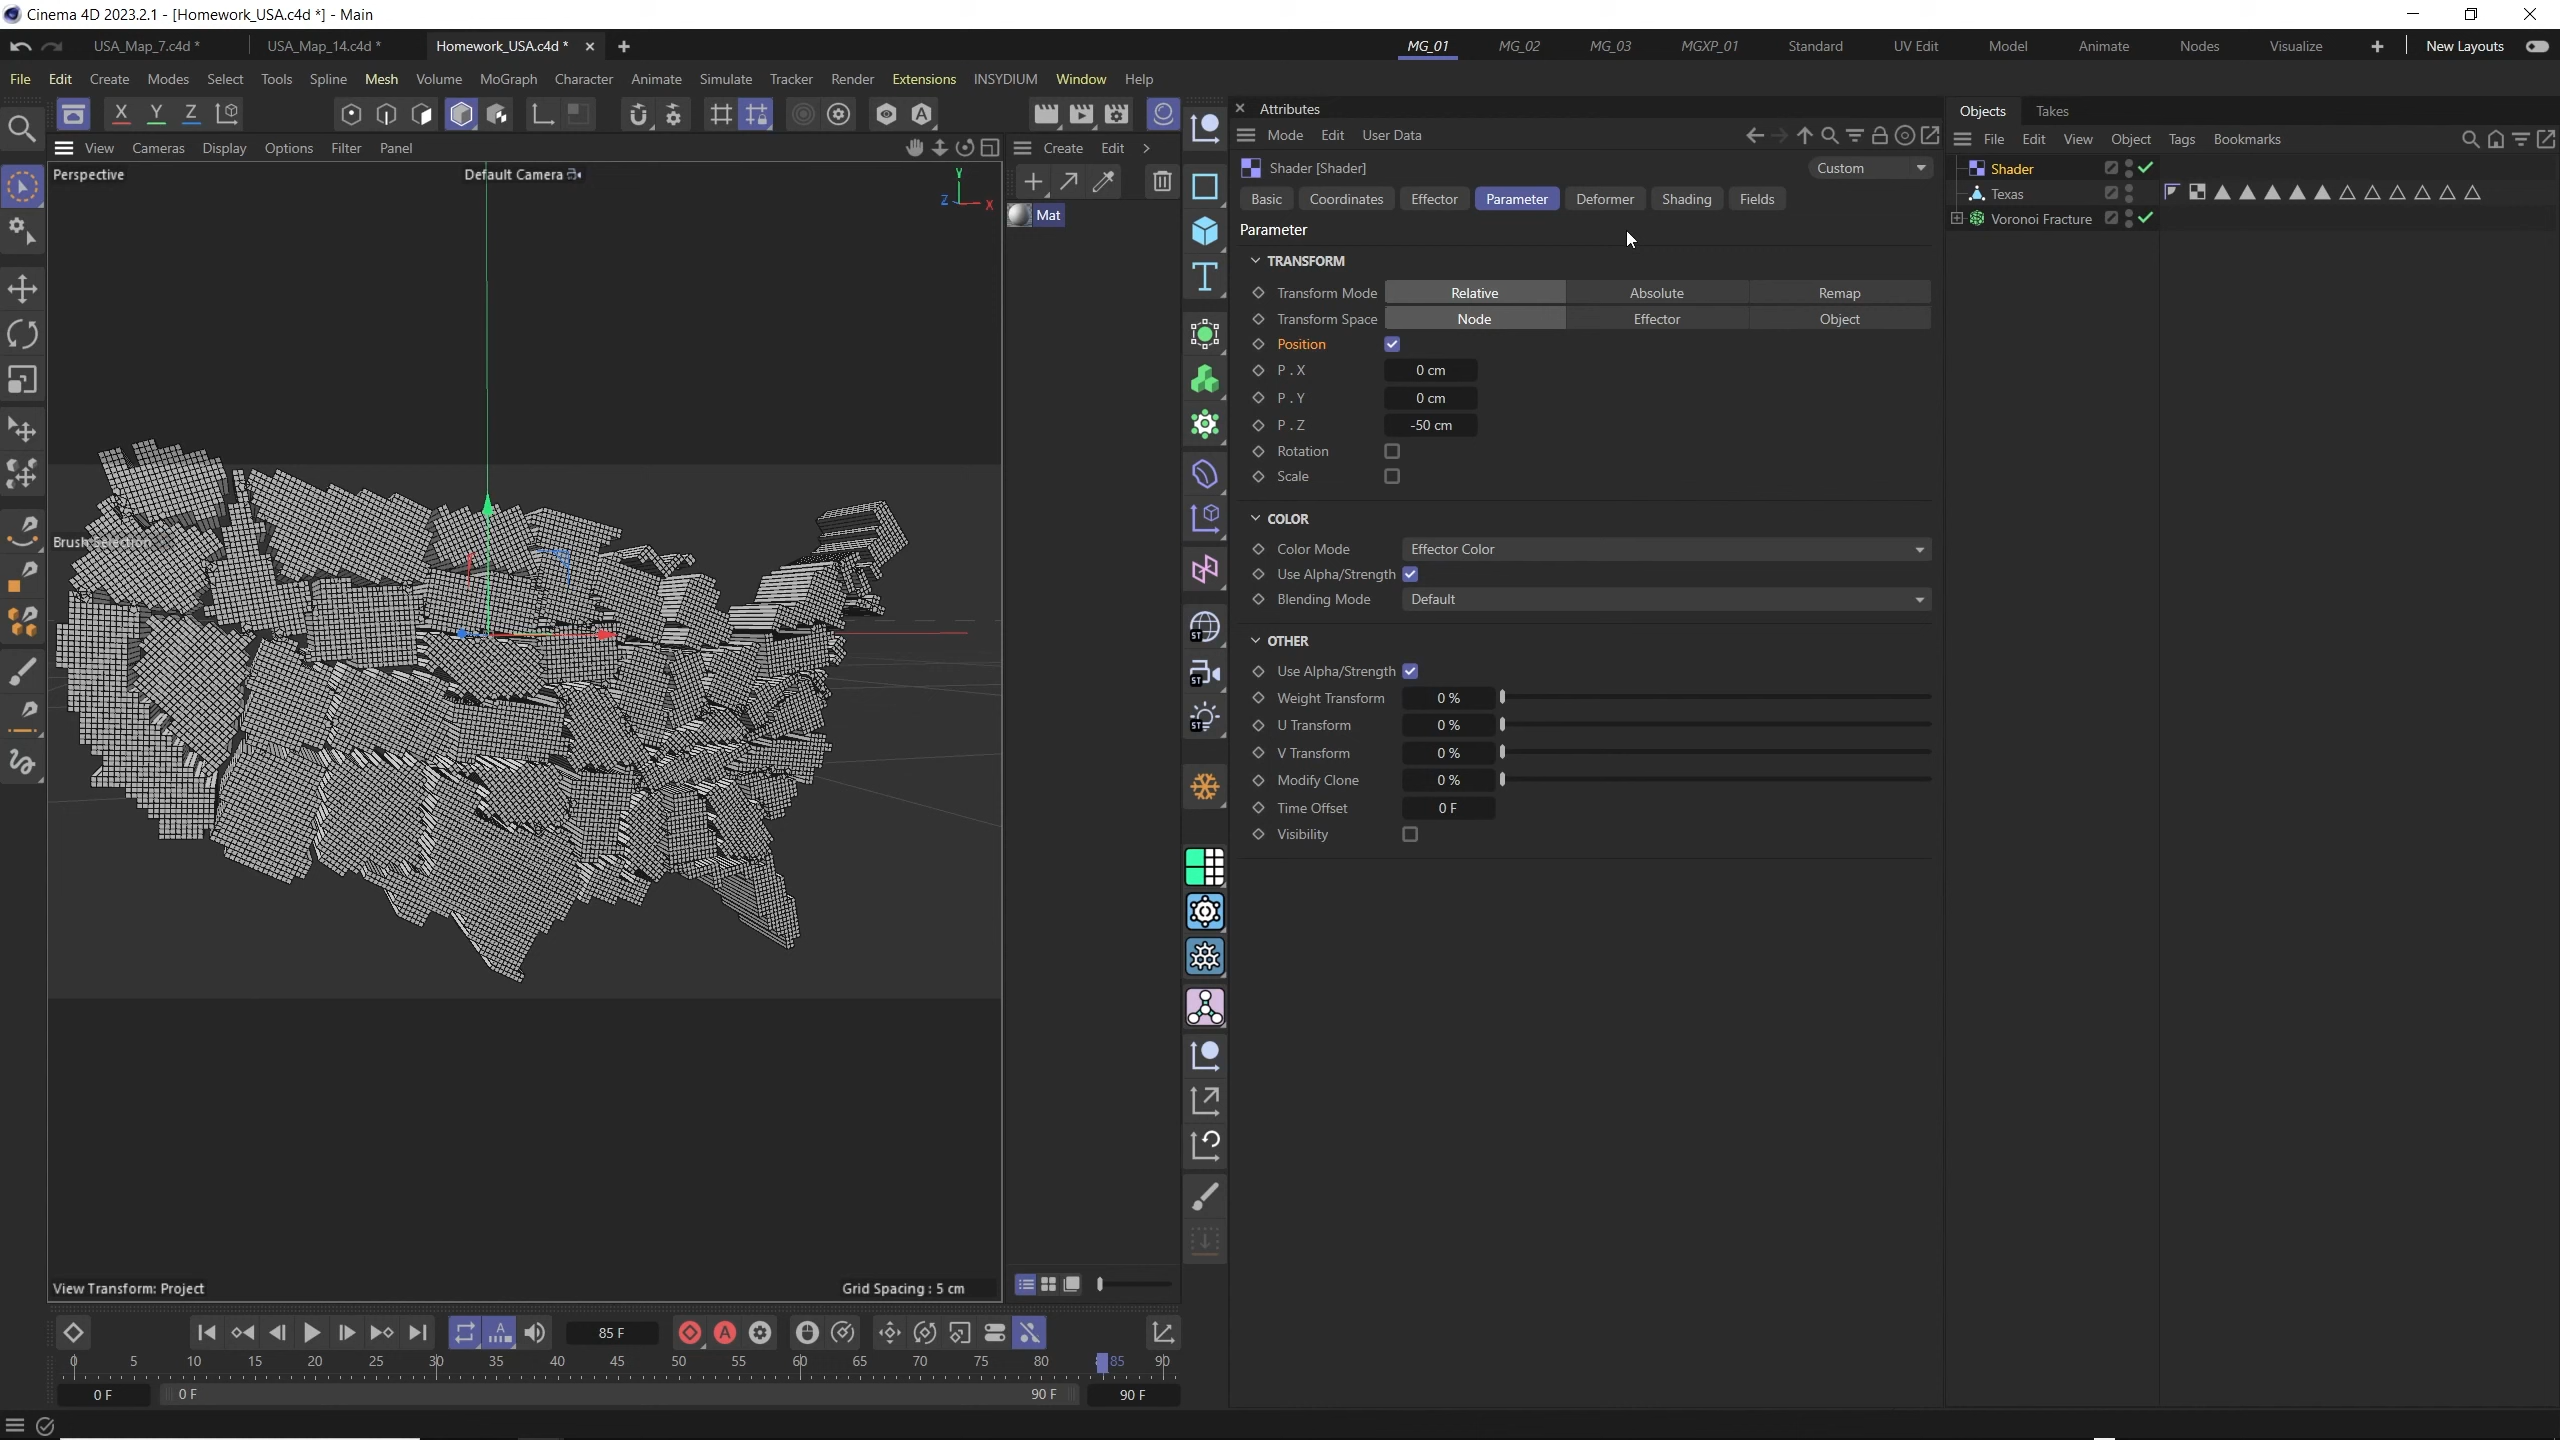 Cinema 4D 2023.2.1 - [Homework_USA.c4d *] - Main
USA_Map_7.c4d * USA_Map_14.c4d * Homework_USA.c4d * MG_01 MG_02 MG_03 MGXP_01 Standard UV Edit Model Animate Nodes Visualize New Layouts
File Edit Create Modes Select Tools Spline Mesh Volume MoGraph Character Animate Simulate Tracker Render Extensions INSYDIUM Window Help
X Y Z
Attributes
Objects Takes
Mode Edit User Data
File Edit View Object Tags Bookmarks
View Cameras Display Options Filter Panel
Create Edit
Perspective
Default Camera
Y
Z X
Mat
Shader [Shader]
Custom
Basic Coordinates Effector Parameter Deformer Shading Fields
Shader
Texas
Voronoi Fracture
Parameter
TRANSFORM
Transform Mode Relative Absolute Remap
Transform Space Node Effector Object
Position
P . X 0 cm
P . Y 0 cm
P . Z -50 cm
Rotation
Scale
COLOR
Color Mode Effector Color
Use Alpha/Strength
Blending Mode Default
OTHER
Use Alpha/Strength
Weight Transform 0 %
U Transform 0 %
V Transform 0 %
Modify Clone 0 %
Time Offset 0 F
Visibility
Brush Selection
ST
ST
ST
View Transform: Project
Grid Spacing : 5 cm
85 F
0 5 10 15 20 25 30 35 40 45 50 55 60 65 70 75 80 85 90
0 F 0 F 90 F 90 F